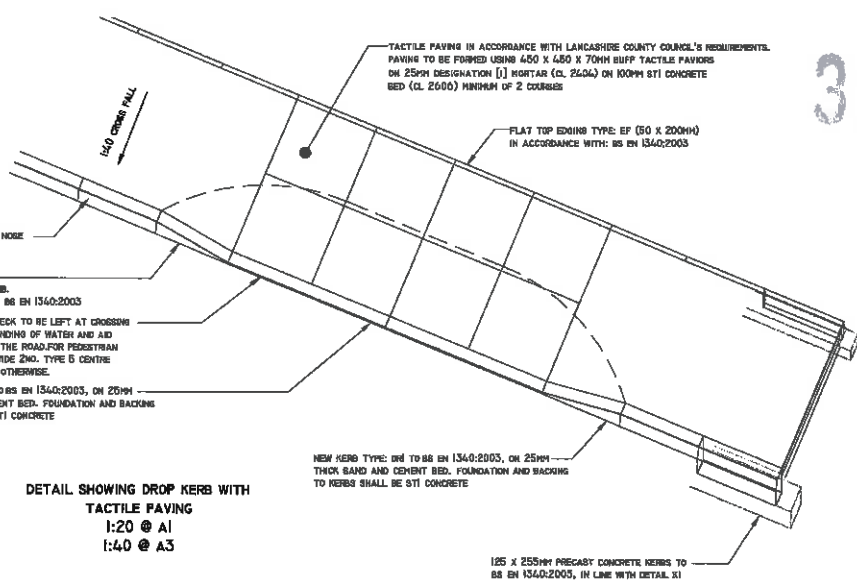 TACTILE PAVING IN ACCORDANCE WITH LANCASHIRE COUNTY COUNCIL'S REQUIREMENTS.
PAVING TO BE FORMED USING 450 X 450 X 70MM BUFF TACTILE PAVIORS
ON 25MM DESIGNATION [I] MORTAR (CL 2404) ON 100MM ST1 CONCRETE
BED (CL 2606) MINIMUM OF 2 COURSES
3
FLAT TOP EDGING TYPE: EF (50 X 200MM)
IN ACCORDANCE WITH: BS EN 1340:2003
1:40 CROSS FALL
NOSE
B.
BS EN 1340:2003
ECK TO BE LEFT AT CROSSING
NDING OF WATER AND AID
THE ROAD.FOR PEDESTRIAN
IDE 2NO. TYPE 5 CENTRE
OTHERWISE.
O BS EN 1340:2003, ON 25MM
ENT BED. FOUNDATION AND BACKING
ST1 CONCRETE
NEW KERB TYPE: DR1 TO BS EN 1340:2003, ON 25MM
THICK SAND AND CEMENT BED. FOUNDATION AND BACKING
TO KERBS SHALL BE ST1 CONCRETE
DETAIL SHOWING DROP KERB WITH
TACTILE PAVING
1:20 @ A1
1:40 @ A3
125 X 255MM PRECAST CONCRETE KERBS TO
BS EN 1340:2003, IN LINE WITH DETAIL X1